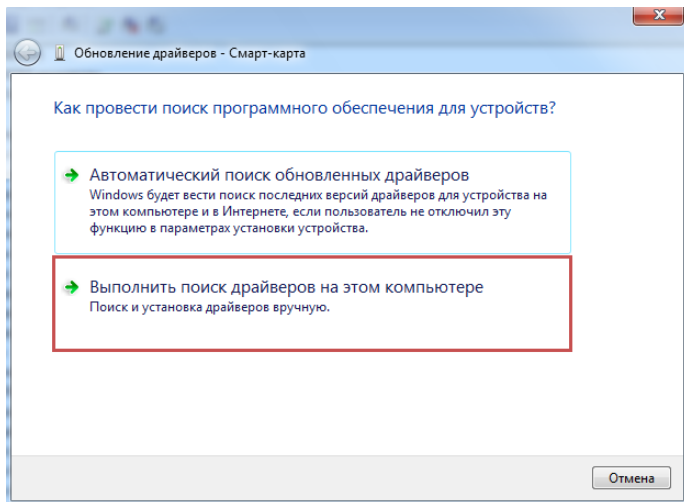 Обновление драйверов - Смарт-карта
Как провести поиск программного обеспечения для устройств?
Автоматический поиск обновленных драйверов
Windows будет вести поиск последних версий драйверов для устройства на
этом компьютере и в Интернете, если пользователь не отключил эту
функцию в параметрах установки устройства.
Выполнить поиск драйверов на этом компьютере
Поиск и установка драйверов вручную.
Отмена